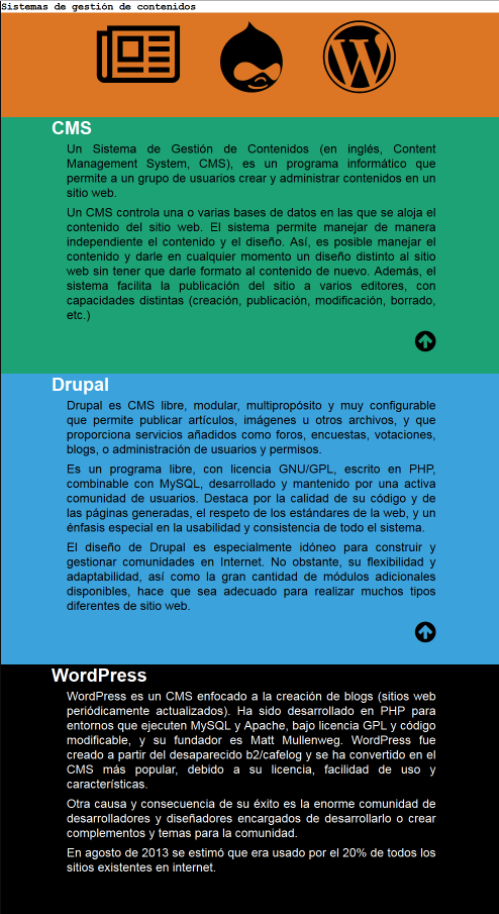 Sistemas de gestión de contenidos
CMS
Un Sistema de Gestión de Contenidos (en inglés, Content
Management System, CMS), es un programa informático que
permite a un grupo de usuarios crear y administrar contenidos en un
sitio web.
Un CMS controla una o varias bases de datos en las que se aloja el
contenido del sitio web. El sistema permite manejar de manera
independiente el contenido y el diseño. Así, es posible manejar el
contenido y darle en cualquier momento un diseño distinto al sitio
web sin tener que darle formato al contenido de nuevo. Además, el
sistema facilita la publicación del sitio a varios editores, con
capacidades distintas (creación, publicación, modificación, borrado,
etc.)
Drupal
Drupal es CMS libre, modular, multipropósito y muy configurable
que permite publicar artículos, imágenes u otros archivos, y que
proporciona servicios añadidos como foros, encuestas, votaciones,
blogs, o administración de usuarios y permisos.
Es un programa libre, con licencia GNU/GPL, escrito en PHP,
combinable con MySQL, desarrollado y mantenido por una activa
comunidad de usuarios. Destaca por la calidad de su código y de
las páginas generadas, el respeto de los estándares de la web, y un
énfasis especial en la usabilidad y consistencia de todo el sistema.
El diseño de Drupal es especialmente idóneo para construir y
gestionar comunidades en Internet. No obstante, su flexibilidad y
adaptabilidad, así como la gran cantidad de módulos adicionales
disponibles, hace que sea adecuado para realizar muchos tipos
diferentes de sitio web.
WordPress
WordPress es un CMS enfocado a la creación de blogs (sitios web
periódicamente actualizados). Ha sido desarrollado en PHP para
entornos que ejecuten MySQL y Apache, bajo licencia GPL y código
modificable, y su fundador es Matt Mullenweg. WordPress fue
creado a partir del desaparecido b2/cafelog y se ha convertido en el
CMS más popular, debido a su licencia, facilidad de uso y
características.
Otra causa y consecuencia de su éxito es la enorme comunidad de
desarrolladores y diseñadores encargados de desarrollarlo o crear
complementos y temas para la comunidad.
En agosto de 2013 se estimó que era usado por el 20% de todos los
sitios existentes en internet.